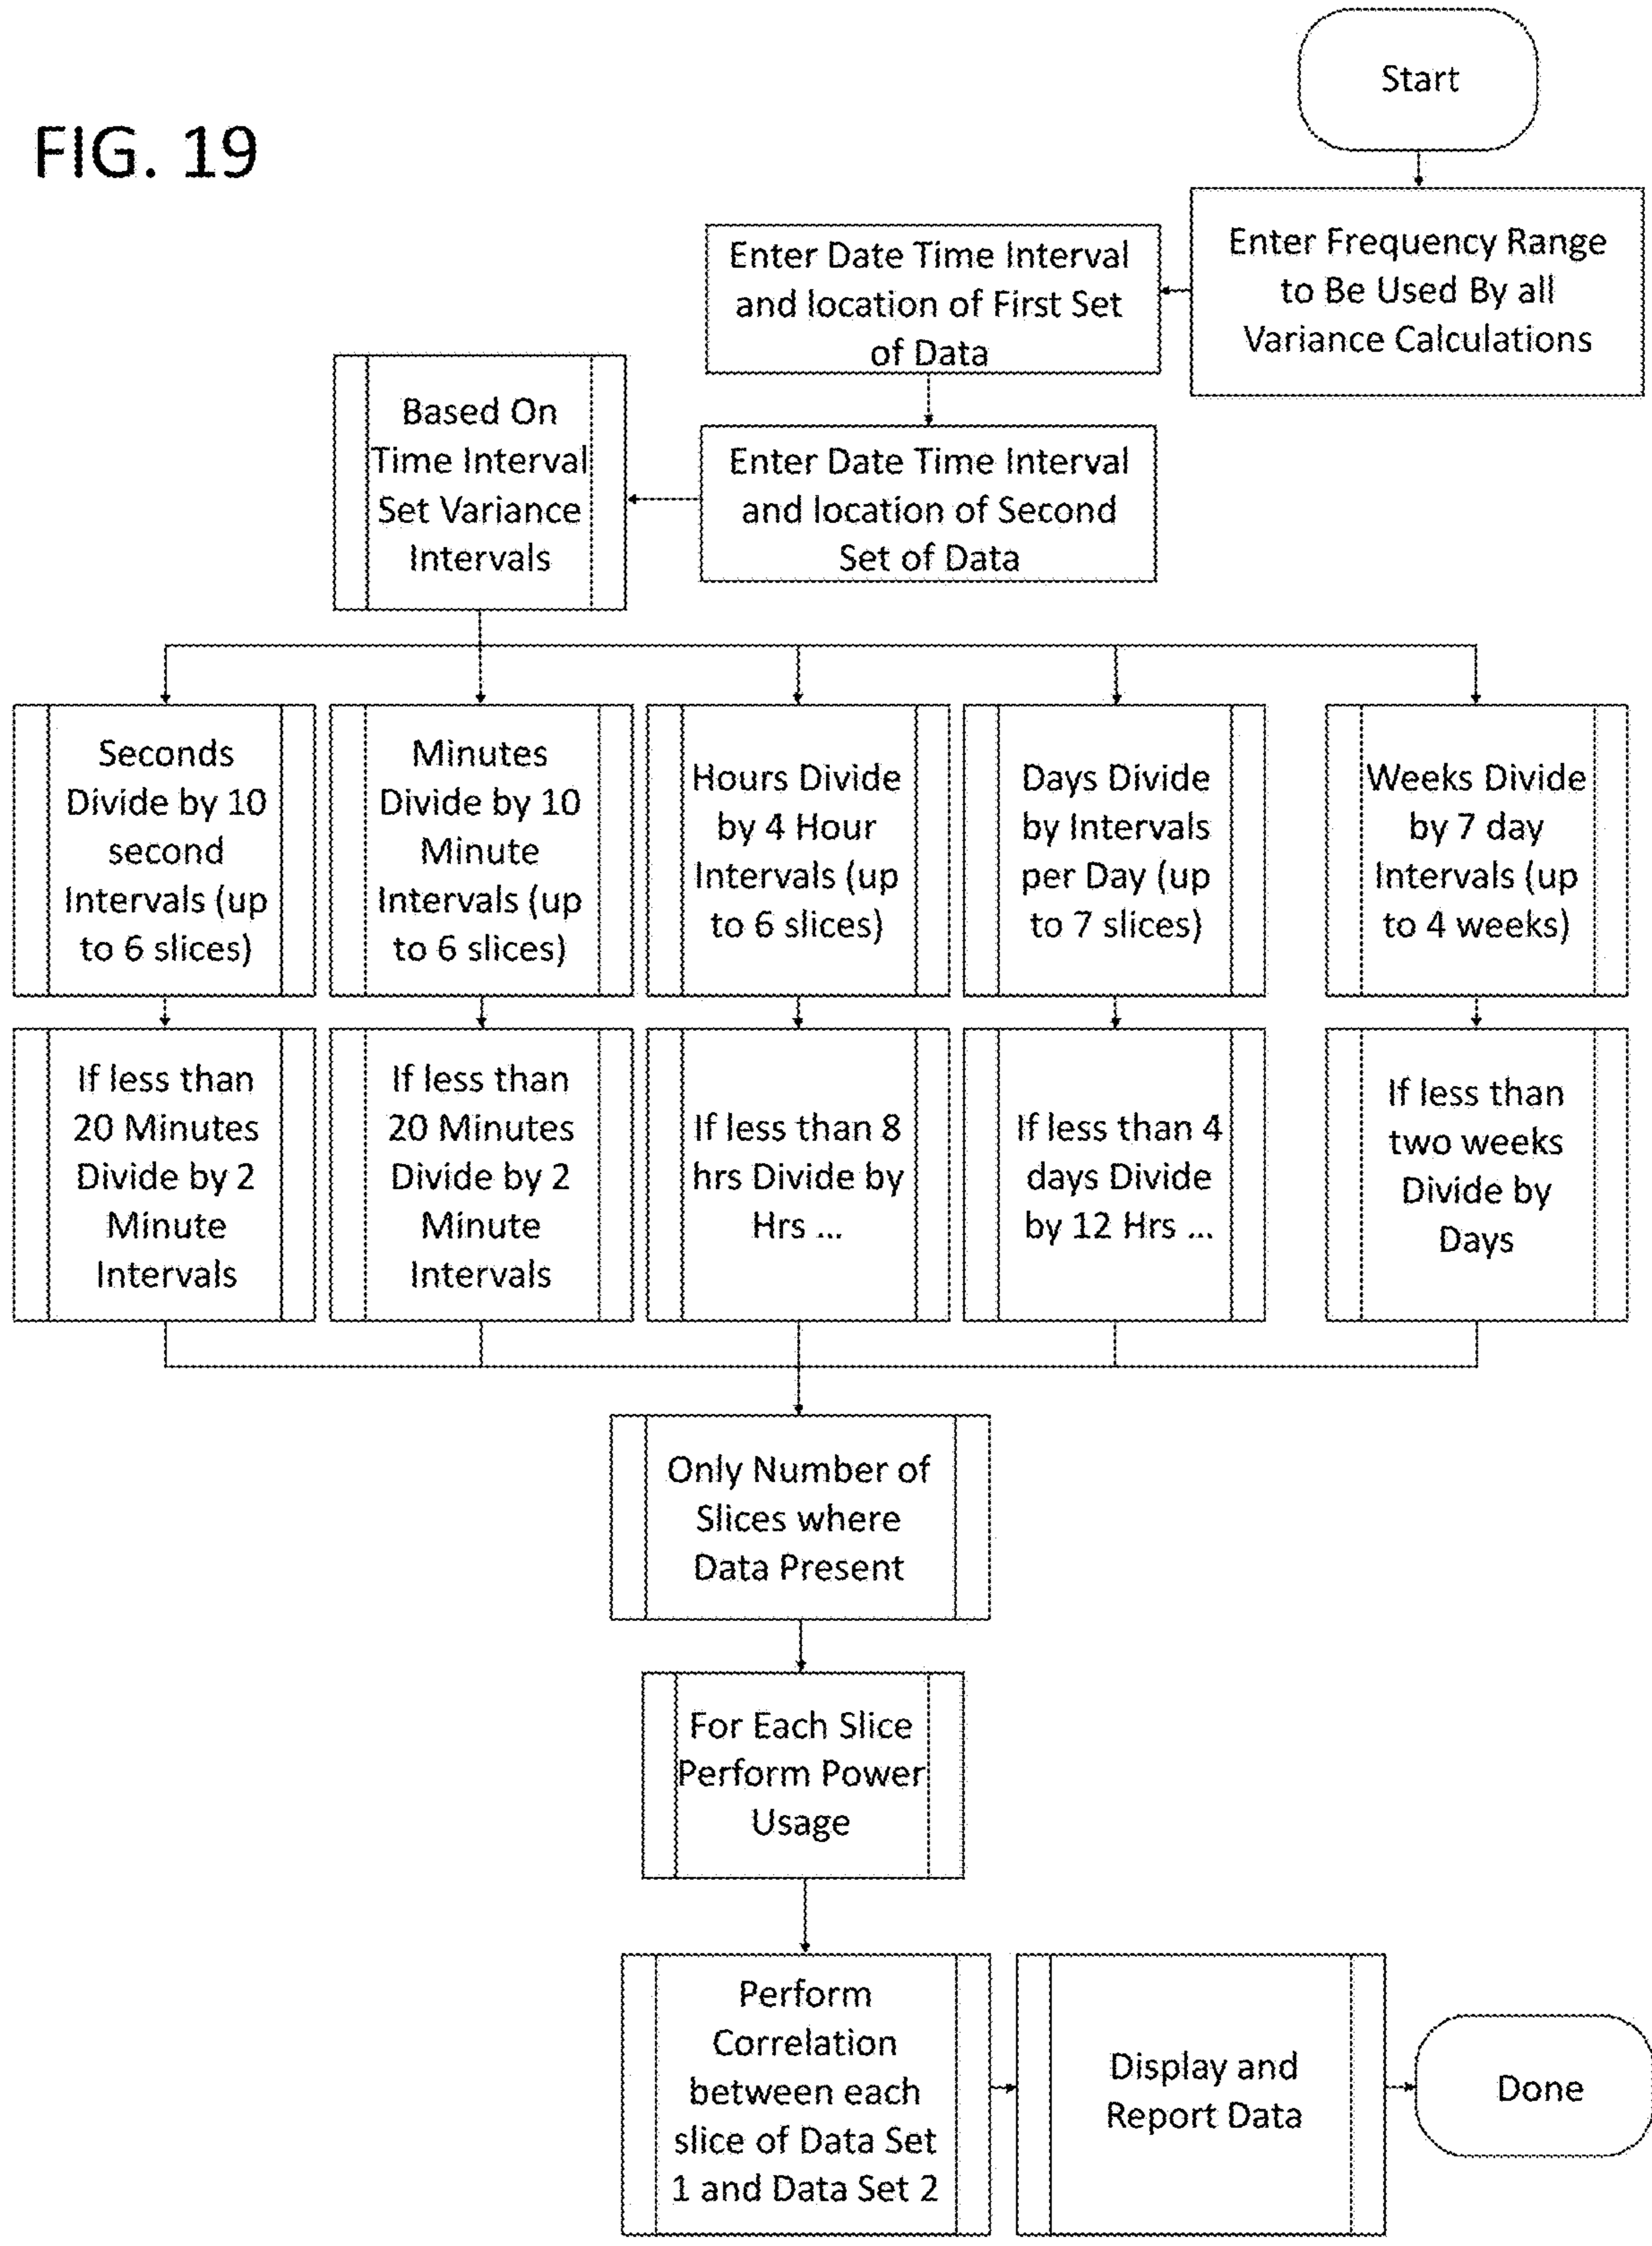 FIG. 19
Start
Enter Frequency Range
to Be Used By all
Variance Calculations
Enter Date Time Interval
and location of First Set
of Data
Enter Date Time Interval
and location of Second
Set of Data
Based On
Time Interval
Set Variance
Intervals
Seconds
Divide by 10
second
Intervals (up
to 6 slices)
Minutes
Divide by 10
Minute
Intervals (up
to 6 slices)
Hours Divide
by 4 Hour
Intervals (up
to 6 slices)
Days Divide
by Intervals
per Day (up
to 7 slices)
Weeks Divide
by 7 day
Intervals (up
to 4 weeks)
If less than
20 Minutes
Divide by 2
Minute
Intervals
If less than
20 Minutes
Divide by 2
Minute
Intervals
If less than 8
hrs Divide by
Hrs ...
If less than 4
days Divide
by 12 Hrs ...
If less than
two weeks
Divide by
Days
Only Number of
Slices where
Data Present
For Each Slice
Perform Power
Usage
Perform
Correlation
between each
slice of Data Set
1 and Data Set 2
Display and
Report Data
Done